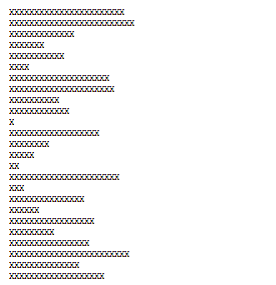 XXXXXXXXXXXXXXXXXXXXXXX
XXXXXXXXXXXXXXXXXXXXXXXXX
XXXXXXXXXXXXX
XXXXXXX
XXXXXXXXXXX
XXXX
XXXXXXXXXXXXXXXXXXXX
XXXXXXXXXXXXXXXXXXXXX
XXXXXXXXXX
XXXXXXXXXXXX
X
XXXXXXXXXXXXXXXXXX
XXXXXXXX
XXXXX
XX
XXXXXXXXXXXXXXXXXXXXXX
XXX
XXXXXXXXXXXXXXX
XXXXXX
XXXXXXXXXXXXXXXXX
XXXXXXXXX
XXXXXXXXXXXXXXXX
XXXXXXXXXXXXXXXXXXXXXXXX
XXXXXXXXXXXXXX
XXXXXXXXXXXXXXXXXXX